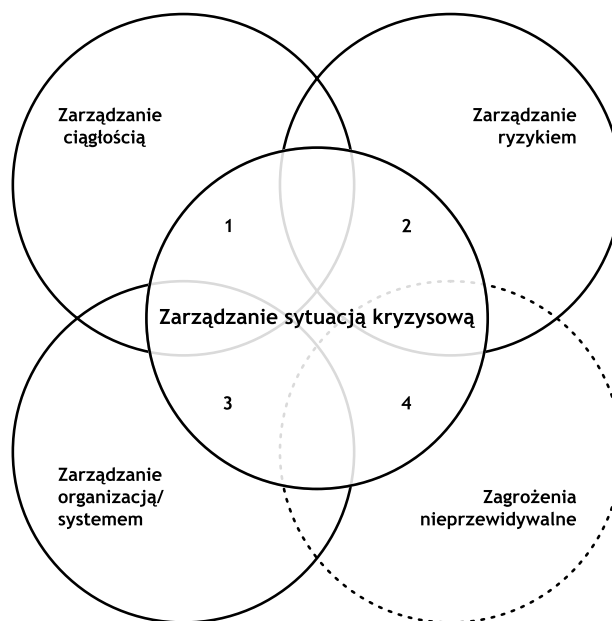 Zarządzanie
ciągłością
Zarządzanie
ryzykiem
1
2
Zarządzanie sytuacją kryzysową
3
4
Zarządzanie
organizacją/
systemem
Zagrożenia
nieprzewidywalne